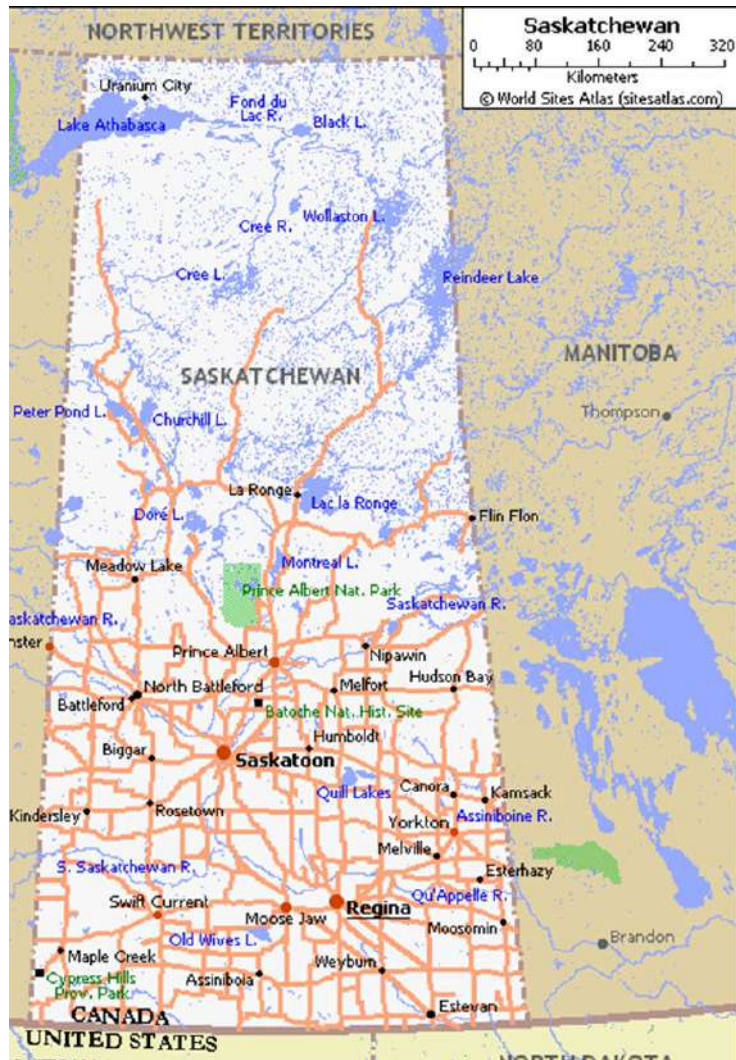 NORTHWEST TERRITORIES
Saskatchewan
0 80 160 240 320
Kilometers
© World Sites Atlas (sitesatlas.com)
Uranium City
Fond du
Lac R.
Lake Athabasca
Black L.
Wollaston L.
Cree R.
Cree L.
Reindeer Lake
MANITOBA
SASKATCHEWAN
Peter Pond L.
Churchill L.
Thompson
La Ronge
Lac la Ronge
Doré L.
Flin Flon
Montreal L.
Meadow Lake
Prince Albert Nat. Park
Saskatchewan R.
askatchewan R.
nster
Prince Albert
Nipawin
North Battleford
Melfort
Hudson Bay
Battleford
Batoche Nat. Hist. Site
Humboldt
Biggar
Saskatoon
Quill Lakes
Canora
Kamsack
Kindersley
Rosetown
Assiniboine R.
Yorkton
Melville
S. Saskatchewan R.
Esterhazy
Swift Current
Qu'Appelle R.
Regina
Moose Jaw
Moosomin
Old Wives L.
Brandon
Maple Creek
Weyburn
Cypress Hills
Prov. Park
Assiniboia
Estevan
CANADA
UNITED STATES
NORTH DAKOTA